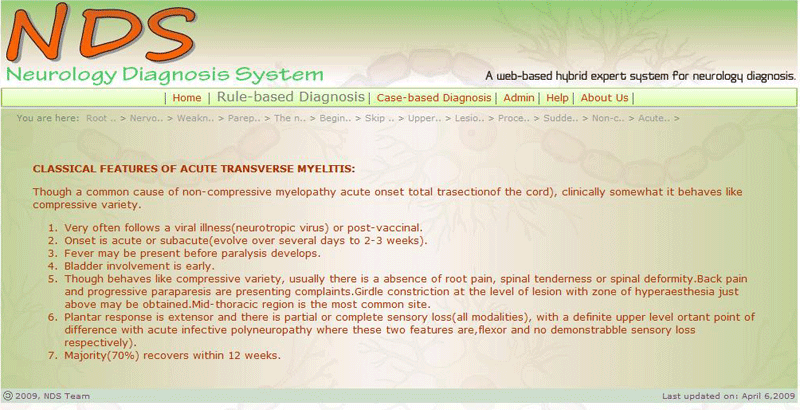 NDS
Neurology Diagnosis System
A web-based hybrid expert system for neurology diagnosis.
| Home | Rule-based Diagnosis | Case-based Diagnosis | Admin | Help | About Us |
You are here: Root .. > Nervo.. > Weakn.. > Parep.. > The n.. > Begin.. > Skip .. > Upper.. > Lesio.. > Proce.. > Sudde.. > Non-c.. > Acute.. >
CLASSICAL FEATURES OF ACUTE TRANSVERSE MYELITIS:
Though a common cause of non-compressive myelopathy acute onset total trasectionof the cord), clinically somewhat it behaves like
compressive variety.
1. Very often follows a viral illness(neurotropic virus) or post-vaccinal.
2. Onset is acute or subacute(evolve over several days to 2-3 weeks).
3. Fever may be present before paralysis develops.
4. Bladder involvement is early.
5. Though behaves like compressive variety, usually there is a absence of root pain, spinal tenderness or spinal deformity.Back pain
and progressive paraparesis are presenting complaints.Girdle constriction at the level of lesion with zone of hyperaesthesia just
above may be obtained.Mid-thoracic region is the most common site.
6. Plantar response is extensor and there is partial or complete sensory loss(all modalities), with a definite upper level ortant point of
difference with acute infective polyneuropathy where these two features are,flexor and no demonstrabble sensory loss
respectively).
7. Majority(70%) recovers within 12 weeks.
@ 2009, NDS Team
Last updated on: April 6,2009